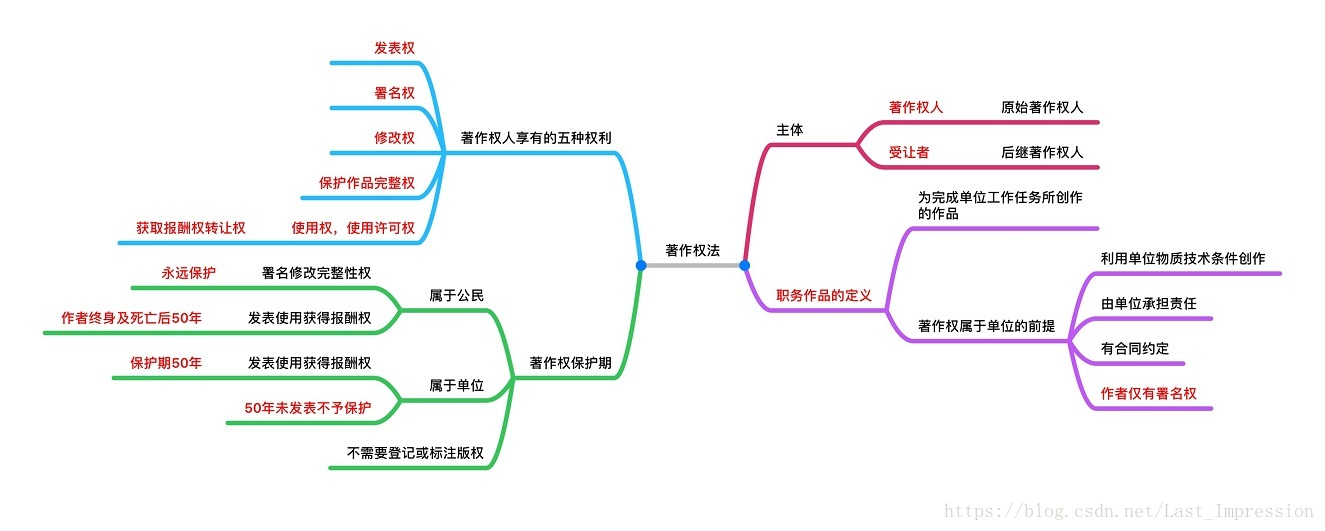 著作权法
主体
著作权人 原始著作权人
受让者 后继著作权人
职务作品的定义
为完成单位工作任务所创作
的作品
著作权属于单位的前提
利用单位物质技术条件创作
由单位承担责任
有合同约定
作者仅有署名权
著作权人享有的五种权利
发表权
署名权
修改权
保护作品完整权
获取报酬权转让权 使用权，使用许可权
著作权保护期
属于公民
永远保护 署名修改完整性权
作者终身及死亡后50年 发表使用获得报酬权
属于单位
保护期50年 发表使用获得报酬权
50年未发表不予保护
不需要登记或标注版权
https://blog.csdn.net/Last_Impression